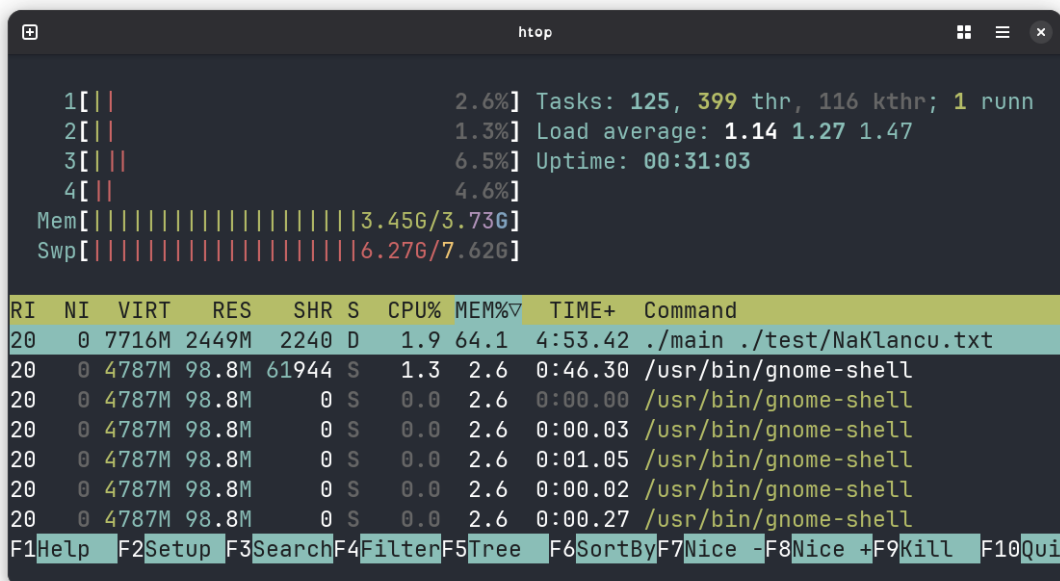 htop
1[|| 2.6%] Tasks: 125, 399 thr, 116 kthr; 1 runn
2[|| 1.3%] Load average: 1.14 1.27 1.47
3[||| 6.5%] Uptime: 00:31:03
4[|| 4.6%]
Mem[||||||||||||||||||||3.45G/3.73G]
Swp[||||||||||||||||||||6.27G/7.62G]
RI NI VIRT RES SHR S CPU% MEM%▽ TIME+ Command
20 0 7716M 2449M 2240 D 1.9 64.1 4:53.42 ./main ./test/NaKlancu.txt
20 0 4787M 98.8M 61944 S 1.3 2.6 0:46.30 /usr/bin/gnome-shell
20 0 4787M 98.8M 0 S 0.0 2.6 0:00.00 /usr/bin/gnome-shell
20 0 4787M 98.8M 0 S 0.0 2.6 0:00.03 /usr/bin/gnome-shell
20 0 4787M 98.8M 0 S 0.0 2.6 0:01.05 /usr/bin/gnome-shell
20 0 4787M 98.8M 0 S 0.0 2.6 0:00.02 /usr/bin/gnome-shell
20 0 4787M 98.8M 0 S 0.0 2.6 0:00.27 /usr/bin/gnome-shell
F1Help F2Setup F3SearchF4FilterF5Tree F6SortByF7Nice -F8Nice +F9Kill F10Qui